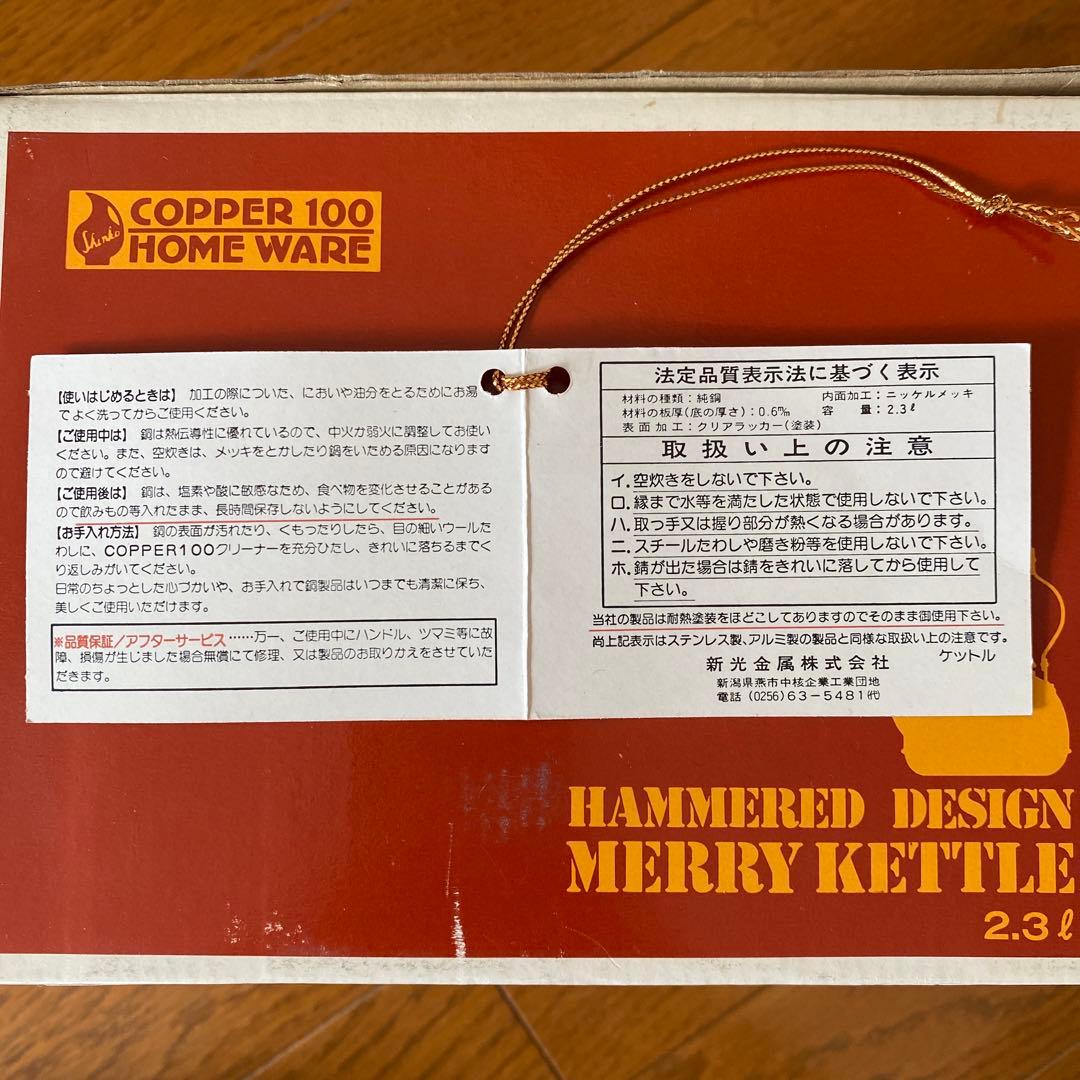 Shinko
COPPER 100
HOME WARE
【使いはじめるときは】 加工の際についた、においや油分をとるためにお湯
でよく洗ってからご使用ください。
【ご使用中は】 銅は熱伝導性に優れているので、中火か弱火に調整してお使い
ください。また、空炊きは、メッキをとかしたり鍋をいためる原因になります
ので避けてください。
【ご使用後は】 銅は、塩素や酸に敏感なため、食べ物を変化させることがある
ので飲みもの等入れたまま、長時間保存しないようにしてください。
【お手入れ方法】 銅の表面が汚れたり、くもったりしたら、目の細いウールた
わしに、COPPER100クリーナーを充分ひたし、きれいに落ちるまでく
り返しみがいてください。
日常のちょっとした心づかいや、お手入れで銅製品はいつまでも清潔に保ち、
美しくご使用いただけます。
※品質保証/アフターサービス……万一、ご使用中にハンドル、ツマミ等に故
障、損傷が生じました場合無償にて修理、又は製品のお取りかえをさせていた
だきます。
法定品質表示法に基づく表示
材料の種類：純銅 内面加工：ニッケルメッキ
材料の板厚(底の厚さ)：0.6㎜ 容 量：2.3ℓ
表面加工：クリアラッカー(塗装)
取扱い上の注意
イ.空炊きをしないで下さい。
ロ.縁まで水等を満たした状態で使用しないで下さい。
ハ.取っ手又は握り部分が熱くなる場合があります。
ニ.スチールたわしや磨き粉等を使用しないで下さい。
ホ.錆が出た場合は錆をきれいに落してから使用して
下さい。
当社の製品は耐熱塗装をほどこしてありますのでそのまま御使用下さい。
尚上記表示はステンレス製、アルミ製の製品と同様な取扱い上の注意です。
新光金属株式会社 ケットル
新潟県燕市中核企業工業団地
電話 (0256)63-5481㈹
HAMMERED DESIGN
MERRY KETTLE
2.3ℓ